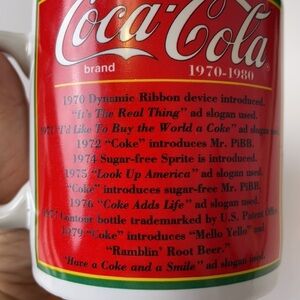 Coca-Cola
brand
1970-1980
1970 Dynamic Ribbon device introduced.
"It's The Real Thing" ad slogan used.
1971 "I'd Like To Buy the World a Coke" ad slogan used
1972 "Coke" introduces Mr. PiBB.
1974 Sugar-free Sprite is introduced.
1975 "Look Up America" ad slogan used.
"Coke" introduces sugar-free Mr. PiBB.
1976 "Coke Adds Life" ad slogan used.
1977 Contour bottle trademarked by U.S. Patent Office
1979 "Coke" introduces "Mello Yello" and
"Ramblin' Root Beer."
"Have a Coke and a Smile" ad slogan used.